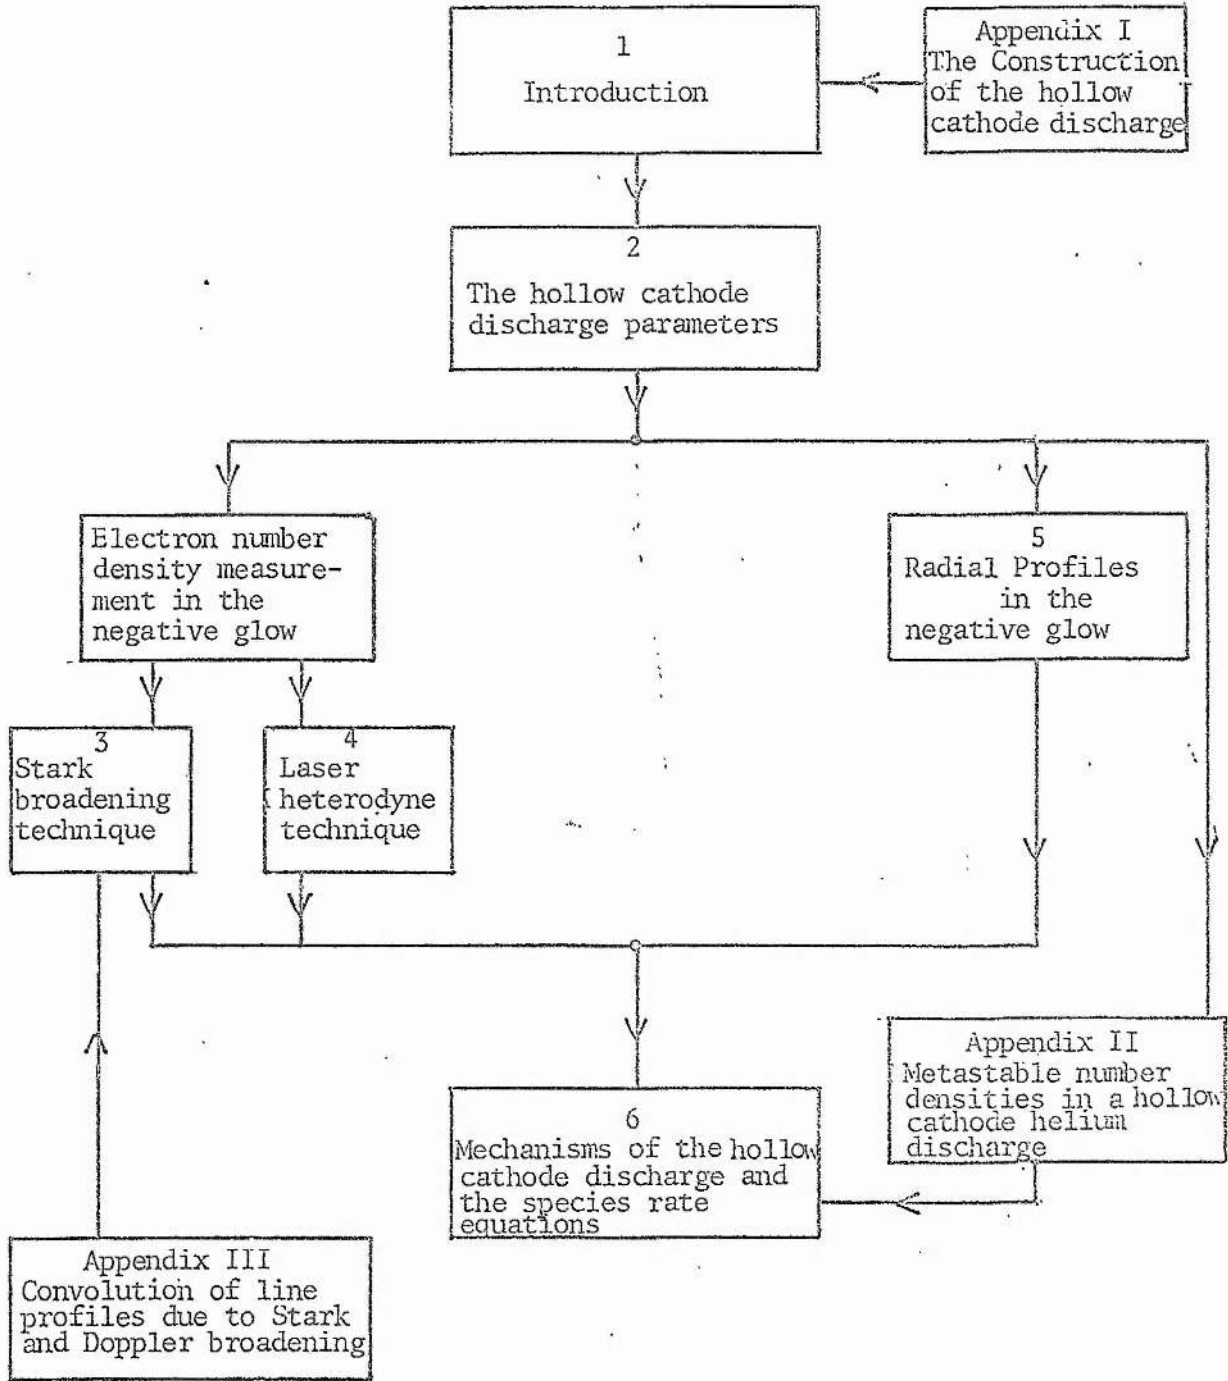 1
Introduction
Appendix I
The Construction
of the hollow
cathode discharge
2
The hollow cathode
discharge parameters
Electron number
density measure-
ment in the
negative glow
5
Radial Profiles
in the
negative glow
3
Stark
broadening
technique
4
Laser
heterodyne
technique
Appendix II
Metastable number
densities in a hollow
cathode helium
discharge
6
Mechanisms of the hollow
cathode discharge and
the species rate
equations
Appendix III
Convolution of line
profiles due to Stark
and Doppler broadening